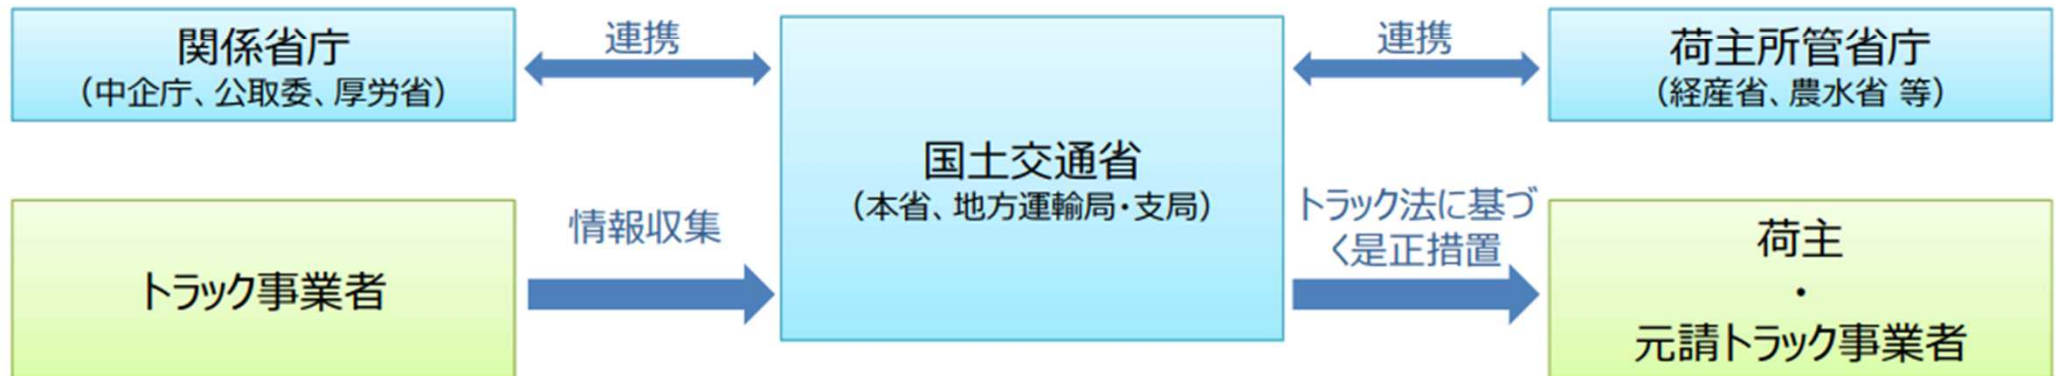 関係省庁
（中企庁、公取委、厚労省）
連携
国土交通省
（本省、地方運輸局・支局）
連携
荷主所管省庁
（経産省、農水省 等）
トラック事業者
情報収集
トラック法に基づ
く是正措置
荷主
・
元請トラック事業者